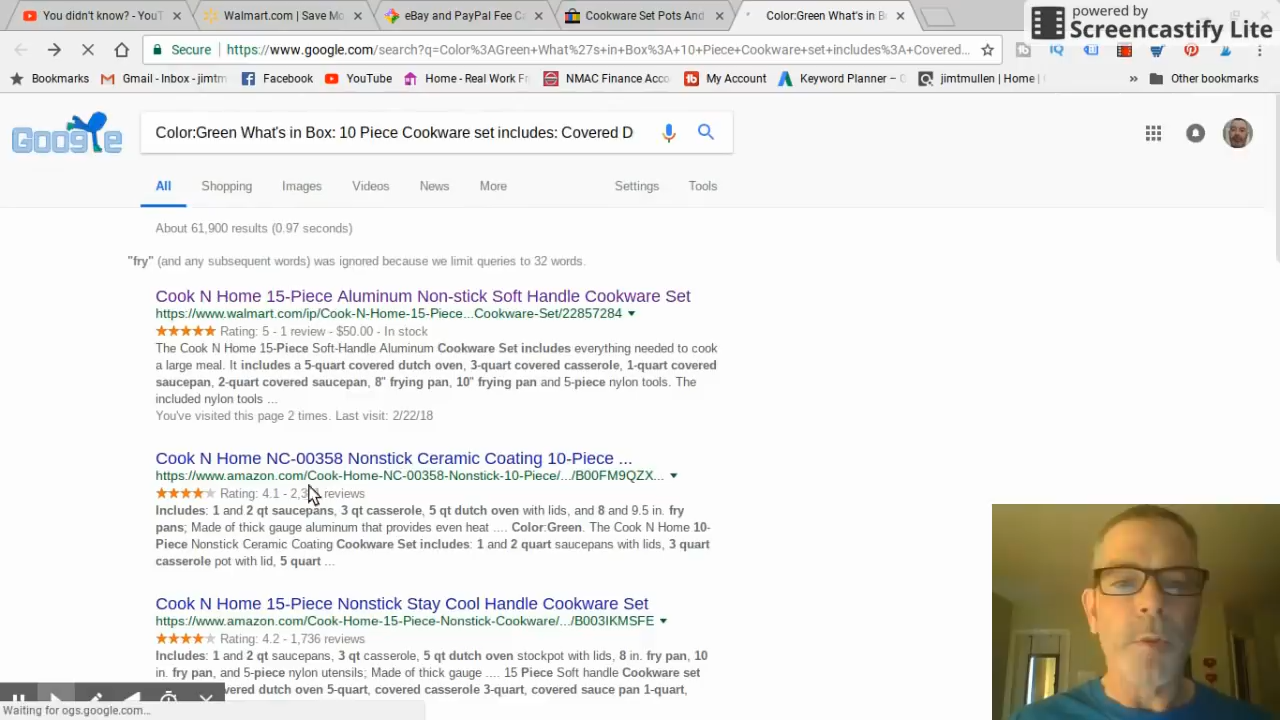 powered by
Screencastify Lite
You didn't know? - YouT
Walmart.com | Save Mo
eBay and PayPal Fee Ca
Cookware Set Pots And
Color:Green What's in B
Secure
https://www.google.com/search?q=Color%3AGreen+What%27s+in+Box%3A+10+Piece+Cookware+set+includes%3A+Covered...
Bookmarks
Gmail - Inbox - jimtm
Facebook
YouTube
Home - Real Work Fr
NMAC Finance Acco
My Account
Keyword Planner –
jimtmullen | Home |
»
Other bookmarks
Google
Color:Green What's in Box: 10 Piece Cookware set includes: Covered D
All
Shopping
Images
Videos
News
More
Settings
Tools
About 61,900 results (0.97 seconds)
"fry" (and any subsequent words) was ignored because we limit queries to 32 words.
Cook N Home 15-Piece Aluminum Non-stick Soft Handle Cookware Set
https://www.walmart.com/ip/Cook-N-Home-15-Piece...Cookware-Set/22857284
Rating: 5 - 1 review - $50.00 - In stock
The Cook N Home 15-Piece Soft-Handle Aluminum Cookware Set includes everything needed to cook
a large meal. It includes a 5-quart covered dutch oven, 3-quart covered casserole, 1-quart covered
saucepan, 2-quart covered saucepan, 8" frying pan, 10" frying pan and 5-piece nylon tools. The
included nylon tools ...
You've visited this page 2 times. Last visit: 2/22/18
Cook N Home NC-00358 Nonstick Ceramic Coating 10-Piece ...
https://www.amazon.com/Cook-Home-NC-00358-Nonstick-10-Piece/.../B00FM9QZX...
Rating: 4.1 - reviews
Includes: 1 and 2 qt saucepans, 3 qt casserole, 5 qt dutch oven with lids, and 8 and 9.5 in. fry
pans; Made of thick gauge aluminum that provides even heat .... Color:Green. The Cook N Home 10-
Piece Nonstick Ceramic Coating Cookware Set includes: 1 and 2 quart saucepans with lids, 3 quart
casserole pot with lid, 5 quart ...
Cook N Home 15-Piece Nonstick Stay Cool Handle Cookware Set
https://www.amazon.com/Cook-Home-15-Piece-Nonstick-Cookware/.../B003IKMSFE
Rating: 4.2 - 1,736 reviews
Includes: 1 and 2 qt saucepans, 3 qt casserole, 5 qt dutch oven stockpot with lids, 8 in. fry pan, 10
in. fry pan, and 5-piece nylon utensils; Made of thick gauge .... 15 Piece Soft handle Cookware set
dutch oven 5-quart, covered casserole 3-quart, covered sauce pan 1-quart,
Waiting for ogs.google.com...